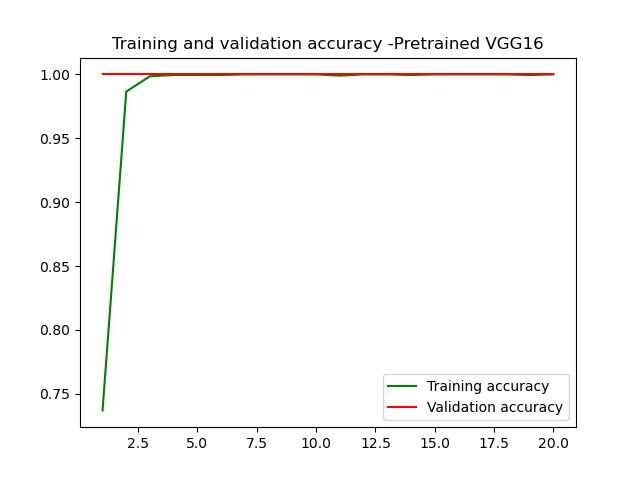 Training and validation accuracy -Pretrained VGG16
1.00
0.95
0.90
0.85
0.80
0.75
Training accuracy
Validation accuracy
2.5 5.0 7.5 10.0 12.5 15.0 17.5 20.0